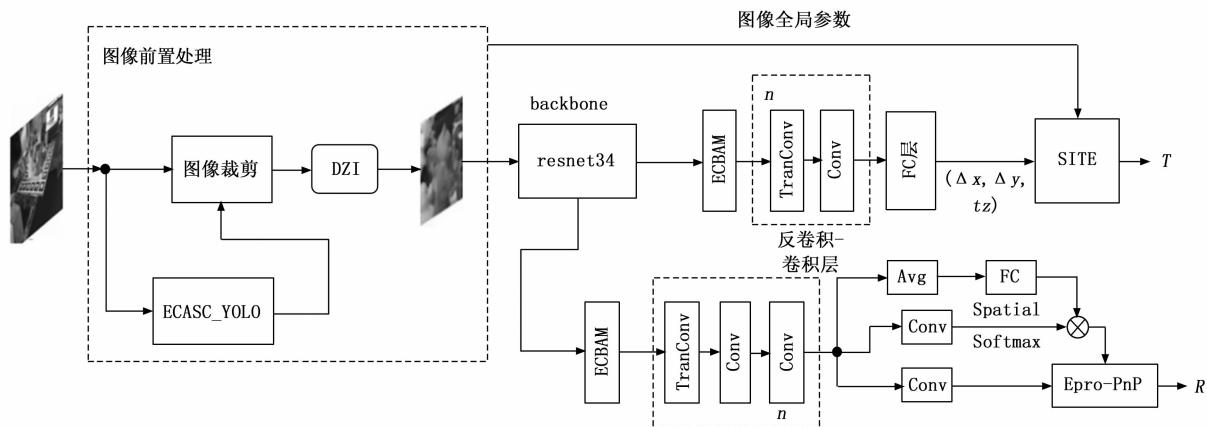 图像全局参数
图像前置处理
backbone
n
图像裁剪
DZI
resnet34
ECBAM
TranConv
Conv
FC层
SITE
T
(Δx,Δy,
tz)
反卷积-
卷积层
ECASC_YOLO
Avg
FC
Spatial
Softmax
ECBAM
TranConv
Conv
Conv
n
Conv
Conv
Epro-PnP
R